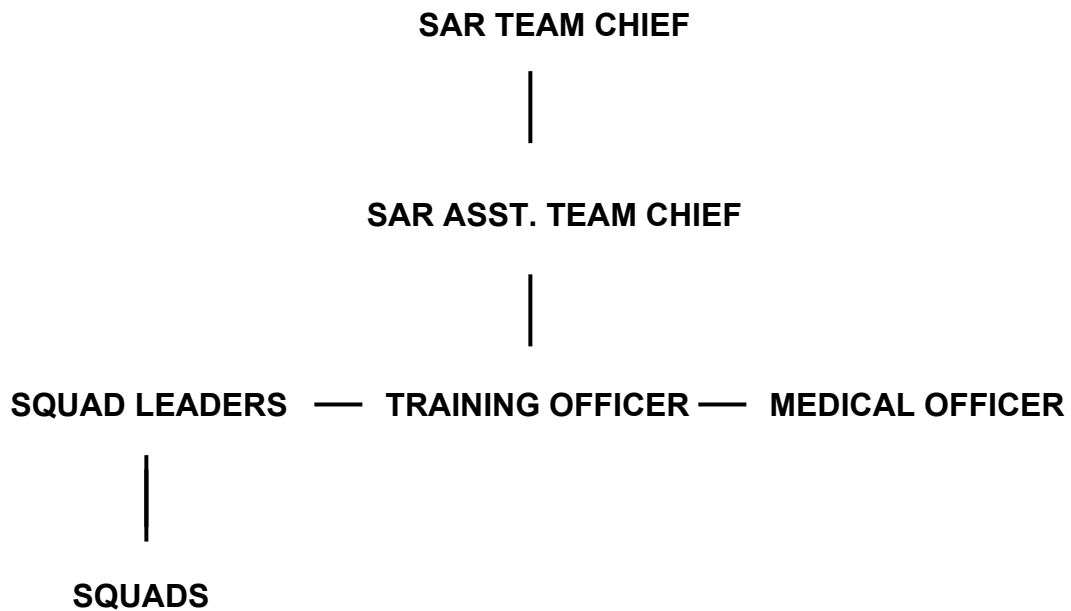 SAR TEAM CHIEF
SAR ASST. TEAM CHIEF
SQUAD LEADERS — TRAINING OFFICER — MEDICAL OFFICER
SQUADS